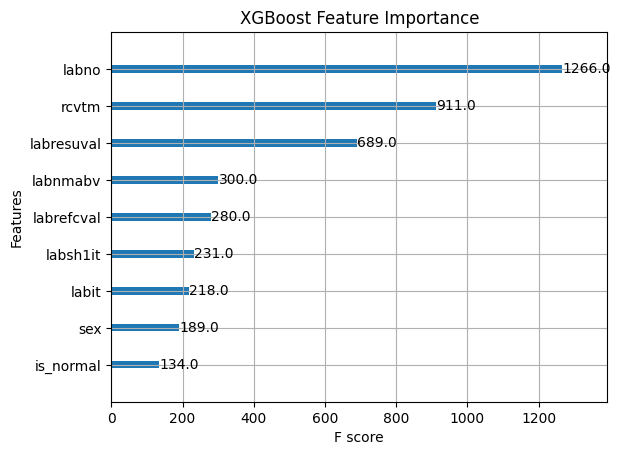 XGBoost Feature Importance
labno 1266.0
rcvtm 911.0
labresuval 689.0
labnmabv 300.0
labrefcval 280.0
labsh1it 231.0
labit 218.0
sex 189.0
is_normal 134.0
Features
0 200 400 600 800 1000 1200
F score